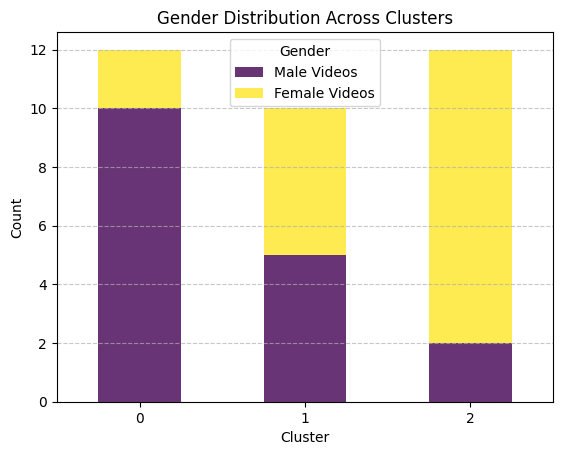 Gender Distribution Across Clusters
Gender
Male Videos
Female Videos
Count
12
10
8
6
4
2
0
0 1 2
Cluster